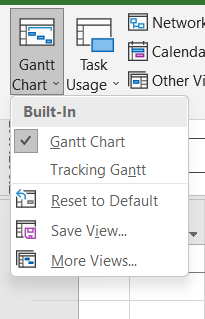 Gantt Chart
Task Usage
Network
Calenda
Other Vi
Built-In
Gantt Chart
Tracking Gantt
Reset to Default
Save View...
More Views...